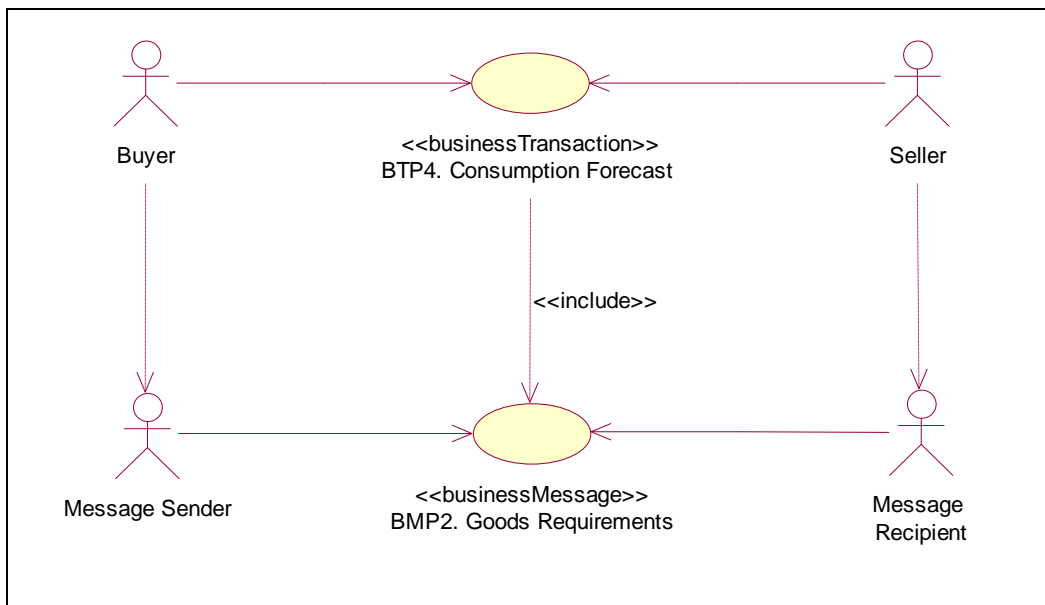 Buyer
<<businessTransaction>>
BTP4. Consumption Forecast
Seller
<<include>>
Message Sender
<<businessMessage>>
BMP2. Goods Requirements
Message
Recipient